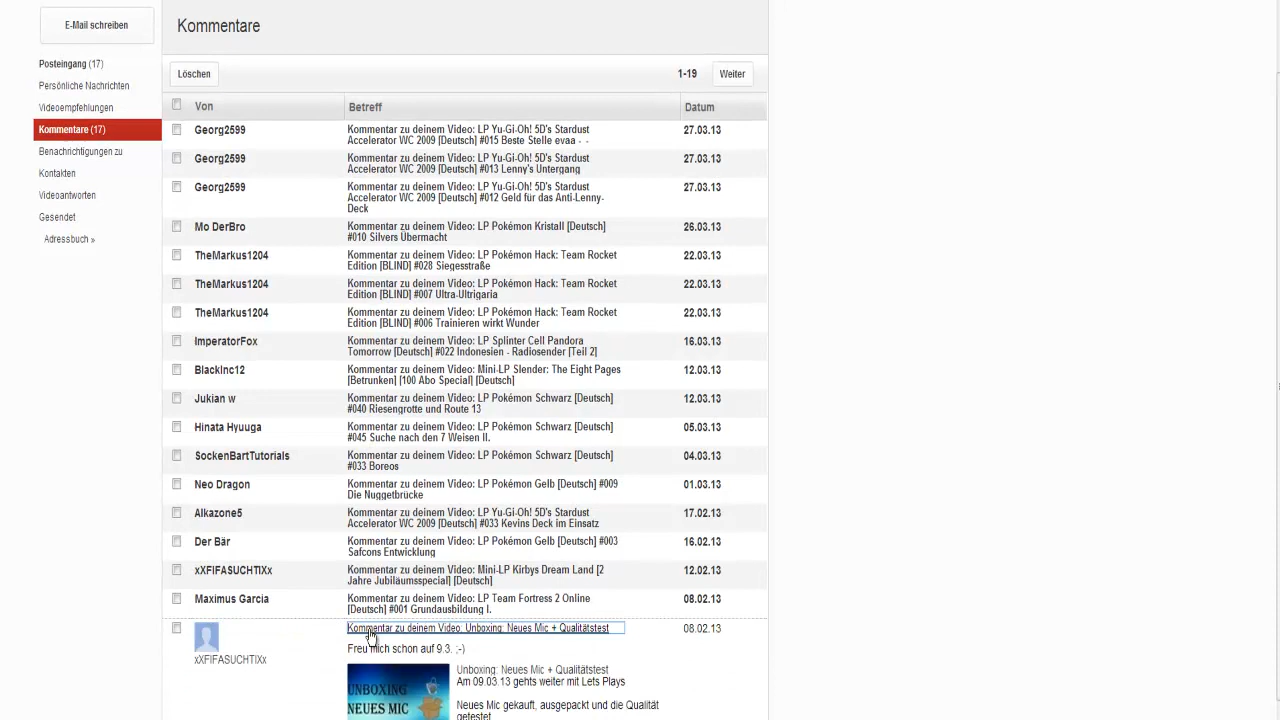 E-Mail schreiben
Kommentare
Posteingang (17)
Persönliche Nachrichten
Videoempfehlungen
Kommentare (17)
Benachrichtigungen zu
Kontakten
Videoantworten
Gesendet
Adressbuch »
Löschen
1-19
Weiter
Von Betreff Datum
Georg2599 Kommentar zu deinem Video: LP Yu-Gi-Oh! 5D's Stardust 27.03.13
Accelerator WC 2009 [Deutsch] #015 Beste Stelle evaa - -
Georg2599 Kommentar zu deinem Video: LP Yu-Gi-Oh! 5D's Stardust 27.03.13
Accelerator WC 2009 [Deutsch] #013 Lenny's Untergang
Georg2599 Kommentar zu deinem Video: LP Yu-Gi-Oh! 5D's Stardust 27.03.13
Accelerator WC 2009 [Deutsch] #012 Geld für das Anti-Lenny-
Deck
Mo DerBro Kommentar zu deinem Video: LP Pokémon Kristall [Deutsch] 26.03.13
#010 Silvers Übermacht
TheMarkus1204 Kommentar zu deinem Video: LP Pokémon Hack: Team Rocket 22.03.13
Edition [BLIND] #028 Siegesstraße
TheMarkus1204 Kommentar zu deinem Video: LP Pokémon Hack: Team Rocket 22.03.13
Edition [BLIND] #007 Ultra-Ultrigaria
TheMarkus1204 Kommentar zu deinem Video: LP Pokémon Hack: Team Rocket 22.03.13
Edition [BLIND] #006 Trainieren wirkt Wunder
ImperatorFox Kommentar zu deinem Video: LP Splinter Cell Pandora 16.03.13
Tomorrow [Deutsch] #022 Indonesien - Radiosender [Teil 2]
BlackInc12 Kommentar zu deinem Video: Mini-LP Slender: The Eight Pages 12.03.13
[Betrunken] [100 Abo Special] [Deutsch]
Jukian w Kommentar zu deinem Video: LP Pokémon Schwarz [Deutsch] 12.03.13
#040 Riesengrotte und Route 13
Hinata Hyuuga Kommentar zu deinem Video: LP Pokémon Schwarz [Deutsch] 05.03.13
#045 Suche nach den 7 Weisen II.
SockenBartTutorials Kommentar zu deinem Video: LP Pokémon Schwarz [Deutsch] 04.03.13
#033 Boreos
Neo Dragon Kommentar zu deinem Video: LP Pokémon Gelb [Deutsch] #009 01.03.13
Die Nuggetbrücke
Alkazone5 Kommentar zu deinem Video: LP Yu-Gi-Oh! 5D's Stardust 17.02.13
Accelerator WC 2009 [Deutsch] #033 Kevins Deck im Einsatz
Der Bär Kommentar zu deinem Video: LP Pokémon Gelb [Deutsch] #003 16.02.13
Safcons Entwicklung
xXFIFASUCHTIXx Kommentar zu deinem Video: Mini-LP Kirbys Dream Land [2 12.02.13
Jahre Jubiläumsspecial] [Deutsch]
Maximus Garcia Kommentar zu deinem Video: LP Team Fortress 2 Online 08.02.13
[Deutsch] #001 Grundausbildung I.
Kommentar zu deinem Video: Unboxing: Neues Mic + Qualitätstest 08.02.13
xXFIFASUCHTIXx
Freu mich schon auf 9.3. :-)
UNBOXING
NEUES MIC
Unboxing: Neues Mic + Qualitätstest
Am 09.03.13 gehts weiter mit Lets Plays
Neues Mic gekauft, ausgepackt und die Qualität
getestet